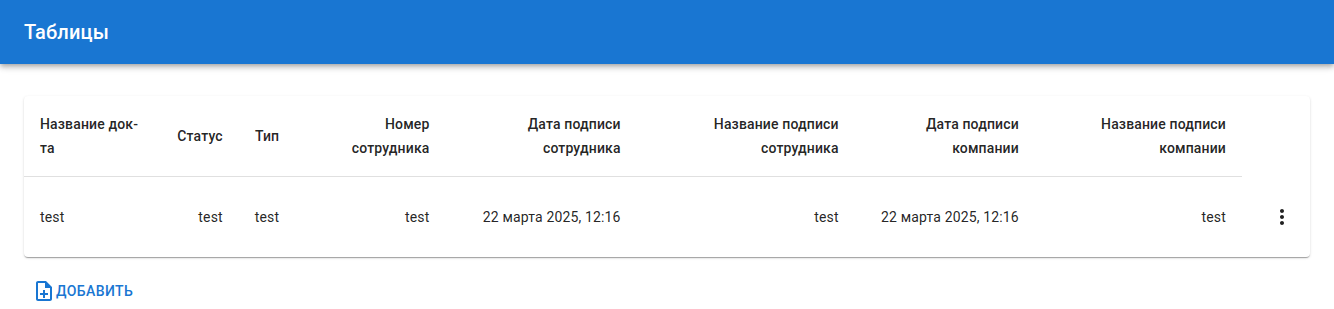 Таблицы
Название док-
та
Статус
Тип
Номер
сотрудника
Дата подписи
сотрудника
Название подписи
сотрудника
Дата подписи
компании
Название подписи
компании
test
test
test
test
22 марта 2025, 12:16
test
22 марта 2025, 12:16
test
ДОБАВИТЬ